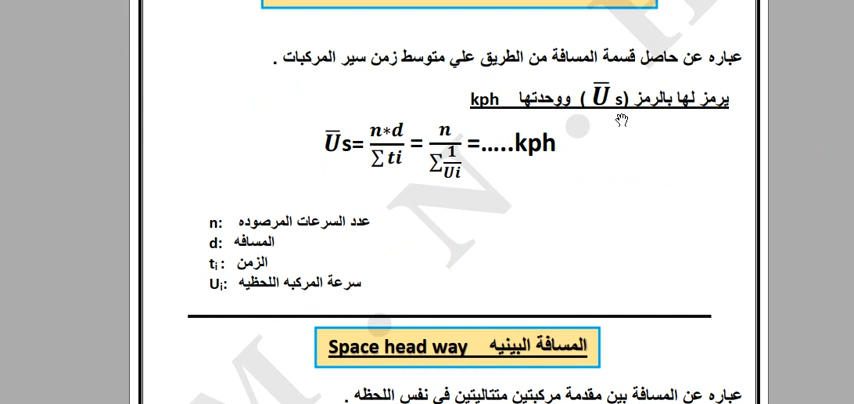 عباره عن حاصل قسمة المسافة من الطريق علي متوسط زمن سير المركبات .
يرمز لها بالرمز (Ū s ) ووحدتها kph
Ūs= n*d / ∑ ti = n / ∑ 1/Ui =.....kph
n: عدد السرعات المرصوده
d: المسافه
ti : الزمن
Ui: سرعة المركبه اللحظيه
المسافة البينيه Space head way
عباره عن المسافة بين مقدمة مركبتين متتاليتين في نفس اللحظه .